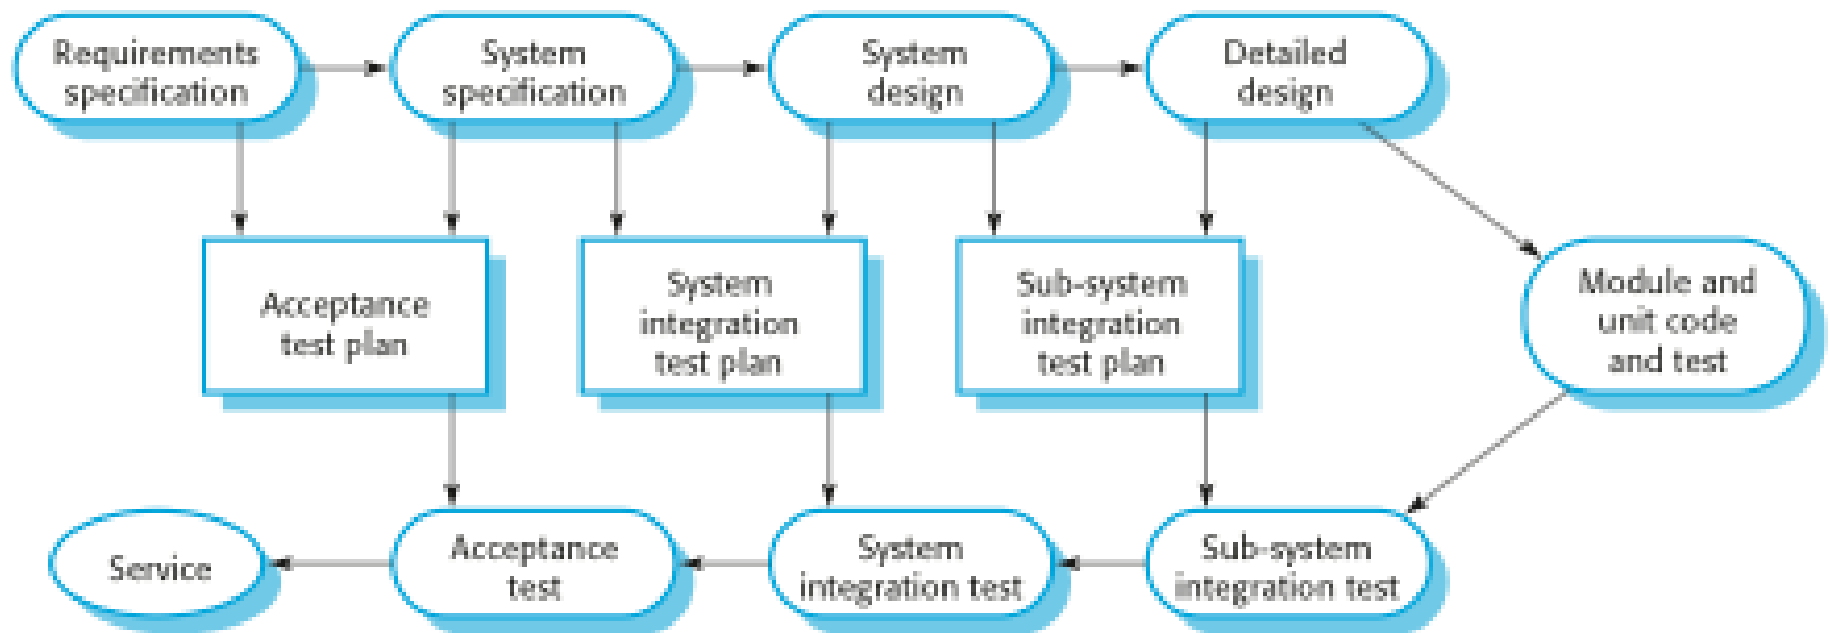 Requirements
specification
System
specification
System
design
Detailed
design
Acceptance
test plan
System
integration
test plan
Sub-system
integration
test plan
Module and
unit code
and test
Service
Acceptance
test
System
integration test
Sub-system
integration test